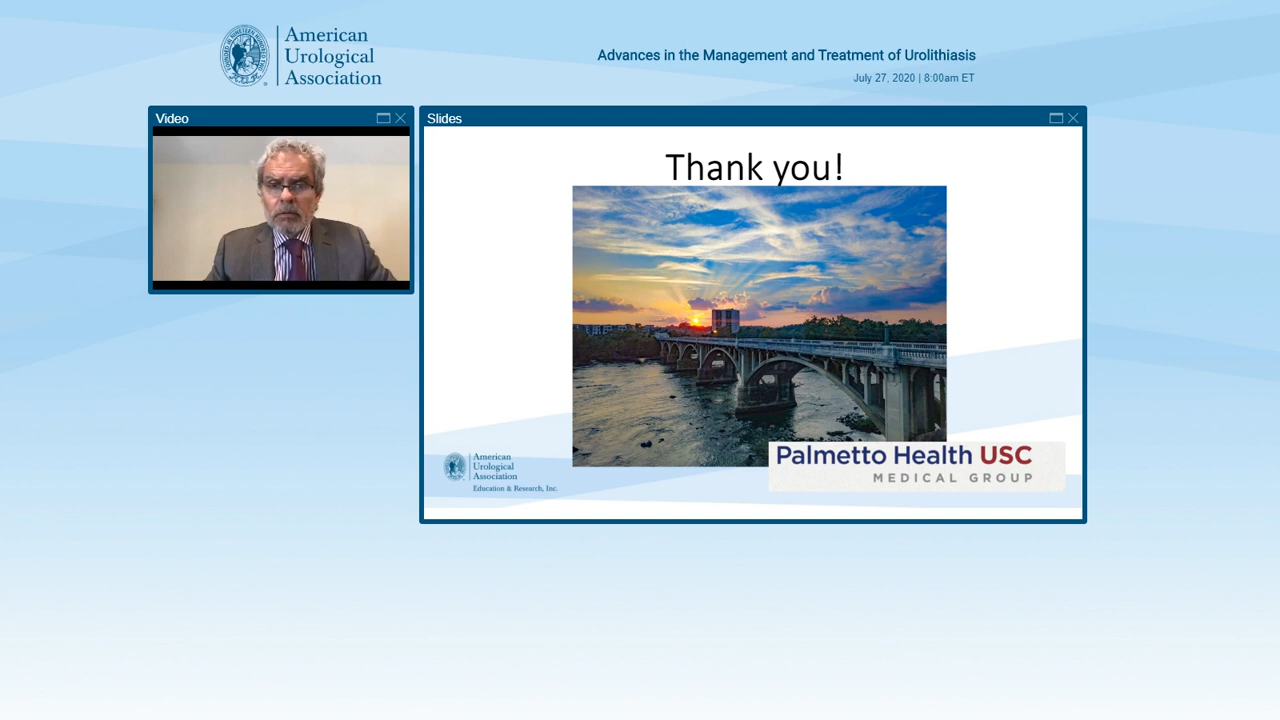 American
Urological
Association
Advances in the Management and Treatment of Urolithiasis
July 27, 2020 | 8:00am ET
Video
Slides
Thank you!
American
Urological
Association
Education & Research, Inc.
Palmetto Health USC
MEDICAL GROUP